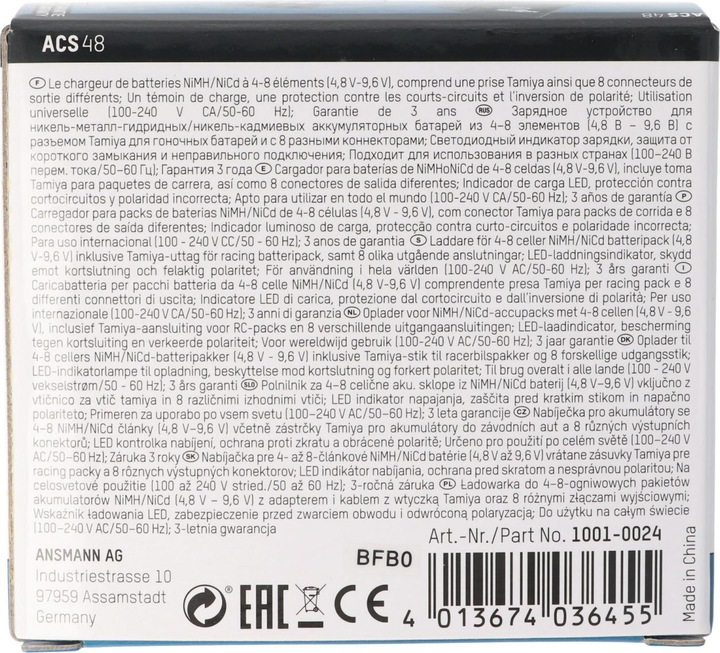 ACS 48
ACS 48
F Le chargeur de batteries NiMH/NiCd à 4-8 éléments (4,8 V-9,6 V), comprend une prise Tamiya ainsi que 8 connecteurs de
sortie différents; Un témoin de charge, une protection contre les courts-circuits et l'inversion de polarité; Utilisation
universelle (100-240 V CA/50-60 Hz); Garantie de 3 ans RUS Зарядное устройство для
никель-металл-гидридных/никель-кадмиевых аккумуляторных батарей из 4-8 элементов (4,8 В – 9,6 В) с
разъемом Tamiya для гоночных батарей и с 8 разными коннекторами; Светодиодный индикатор зарядки, защита от
короткого замыкания и неправильного подключения; Подходит для использования в разных странах (100-240 В
перем. тока/50–60 Гц); Гарантия 3 года E Cargador para baterías de NiMHoNiCd de 4-8 celdas (4,8 V-9,6 V), incluye toma
Tamiya para paquetes de carrera, así como 8 conectores de salida diferentes; Indicador de carga LED, protección contra
cortocircuitos y polaridad incorrecta; Apto para utilizar en todo el mundo (100-240 V CA/50-60 Hz); 3 años de garantía P
Carregador para packs de baterias NiMH/NiCd de 4-8 células (4,8 V - 9,6 V), com conector Tamiya para packs de corrida e 8
conectores de saída diferentes; Indicador luminoso de carga, protecção contra curto-circuitos e polaridade incorrecta;
Para uso internacional (100 - 240 V CC/50 - 60 Hz); 3 anos de garantia S Laddare för 4-8 celler NiMH/NiCd batteripack (4,8
V-9,6 V) inklusive Tamiya-uttag för racing batteripack, samt 8 olika utgående anslutningar; LED-laddningsindikator, skydd
emot kortslutning och felaktig polaritet; För användning i hela världen (100-240 V AC/50-60 Hz); 3 års garanti I
Caricabatteria per pacchi batteria da 4-8 celle NiMH/NiCd (4,8 V - 9,6 V) comprendente presa Tamiya per racing pack e 8
differenti connettori di uscita; Indicatore LED di carica, protezione dal cortocircuito e dall'inversione di polarità; Per uso
internazionale (100-240 V CA/50-60 Hz); 3 anni di garanzia NL Oplader voor NiMH/NiCd-accupacks met 4-8 cellen (4,8 V - 9,6
V), inclusief Tamiya-aansluiting voor RC-packs en 8 verschillende uitgangaansluitingen; LED-laadindicator, bescherming
tegen kortsluiting en verkeerde polariteit; Voor wereldwijd gebruik (100-240 V AC/50-60 Hz); 3 jaar garantie DK Oplader til
4-8 cellers NiMH/NiCd-batteripakker (4,8 V - 9,6 V) inklusive Tamiya-stik til racerbilspakker og 8 forskellige udgangsstik;
LED-indikatorlampe til opladning, beskyttelse mod kortslutning og forkert polaritet; Til brug overalt i alle lande (100-240 V
vekselstrøm/50 - 60 Hz); 3 års garanti SLO Polnilnik za 4-8 celične aku. sklope iz NiMH/NiCd baterij (4,8 V–9,6 V) vključno z
vtičnico za vtič tamiya in 8 različnimi izhodnimi vtiči; LED indikator napajanja, zaščita pred kratkim stikom in napačno
polariteto; Primeren za uporabo po vsem svetu (100-240 V AC/50-60 Hz); 3 leta garancije CZ Nabíječka pro akumulátory se
4-8 NiMH/NiCd články (4,8 V - 9,6 V) včetně zástrčky Tamiya pro akumulátory do závodních aut a 8 různých výstupních
konektorů; LED kontrolka nabíjení, ochrana proti zkratu a obrácené polaritě; Určeno pro použití po celém světě (100-240 V
AC/50-60 Hz); Záruka 3 roky SK Nabíjačka pre 4- až 8-článkové NiMH/NiCd batérie (4,8 V až 9,6 V) vrátane zásuvky Tamiya pre
racing packy a 8 rôznych výstupných konektorov; LED indikátor nabíjania, ochrana pred skratom a nesprávnou polaritou; Na
celosvetové použitie (100 až 240 V stried./50 až 60 Hz); 3-ročná záruka PL Ładowarka do 4-8-ogniwowych pakietów
akumulatorów NiMH/NiCd (4,8 V – 9,6 V) z adapterem i kablem z wtyczką Tamiya oraz 8 różnymi złączami wyjściowymi;
Wskaźnik ładowania LED, zabezpieczenie przed zwarciem obwodu i odwróconą polaryzacją; Do użytku na całym świecie
(100-240 V AC/50-60 Hz); 3-letnia gwarancja
Art.-Nr./Part No. 1001-0024
ANSMANN AG
Industriestrasse 10
97959 Assamstadt
Germany
BFB0
EAC CE
4 013674 036455
Made in China